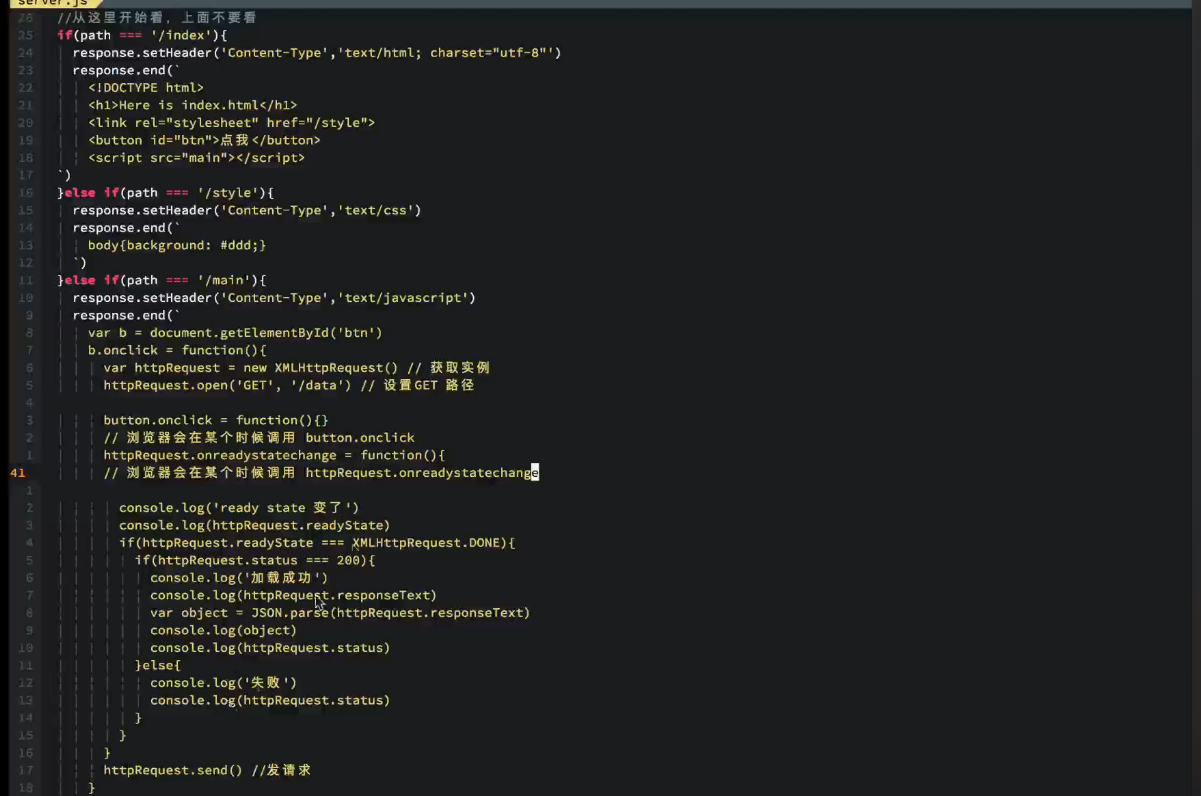 server.js
26 //从这里开始看，上面不要看
25 if(path === '/index'){
24 response.setHeader('Content-Type','text/html; charset="utf-8"')
23 response.end(`
22 <!DOCTYPE html>
21 <h1>Here is index.html</h1>
20 <link rel="stylesheet" href="/style">
19 <button id="btn">点我</button>
18 <script src="main"></script>
17 `)
16 }else if(path === '/style'){
15 response.setHeader('Content-Type','text/css')
14 response.end(`
13 body{background: #ddd;}
12 `)
11 }else if(path === '/main'){
10 response.setHeader('Content-Type','text/javascript')
9 response.end(`
8 var b = document.getElementById('btn')
7 b.onclick = function(){
6 var httpRequest = new XMLHttpRequest() // 获取实例
5 httpRequest.open('GET', '/data') // 设置GET 路径
4
3 button.onclick = function(){}
2 // 浏览器会在某个时候调用 button.onclick
1 httpRequest.onreadystatechange = function(){
41 // 浏览器会在某个时候调用 httpRequest.onreadystatechange
1
2 console.log('ready state 变了')
3 console.log(httpRequest.readyState)
4 if(httpRequest.readyState === XMLHttpRequest.DONE){
5 if(httpRequest.status === 200){
6 console.log('加载成功')
7 console.log(httpRequest.responseText)
8 var object = JSON.parse(httpRequest.responseText)
9 console.log(object)
10 console.log(httpRequest.status)
11 }else{
12 console.log('失败')
13 console.log(httpRequest.status)
14 }
15 }
16 }
17 httpRequest.send() //发请求
18 }